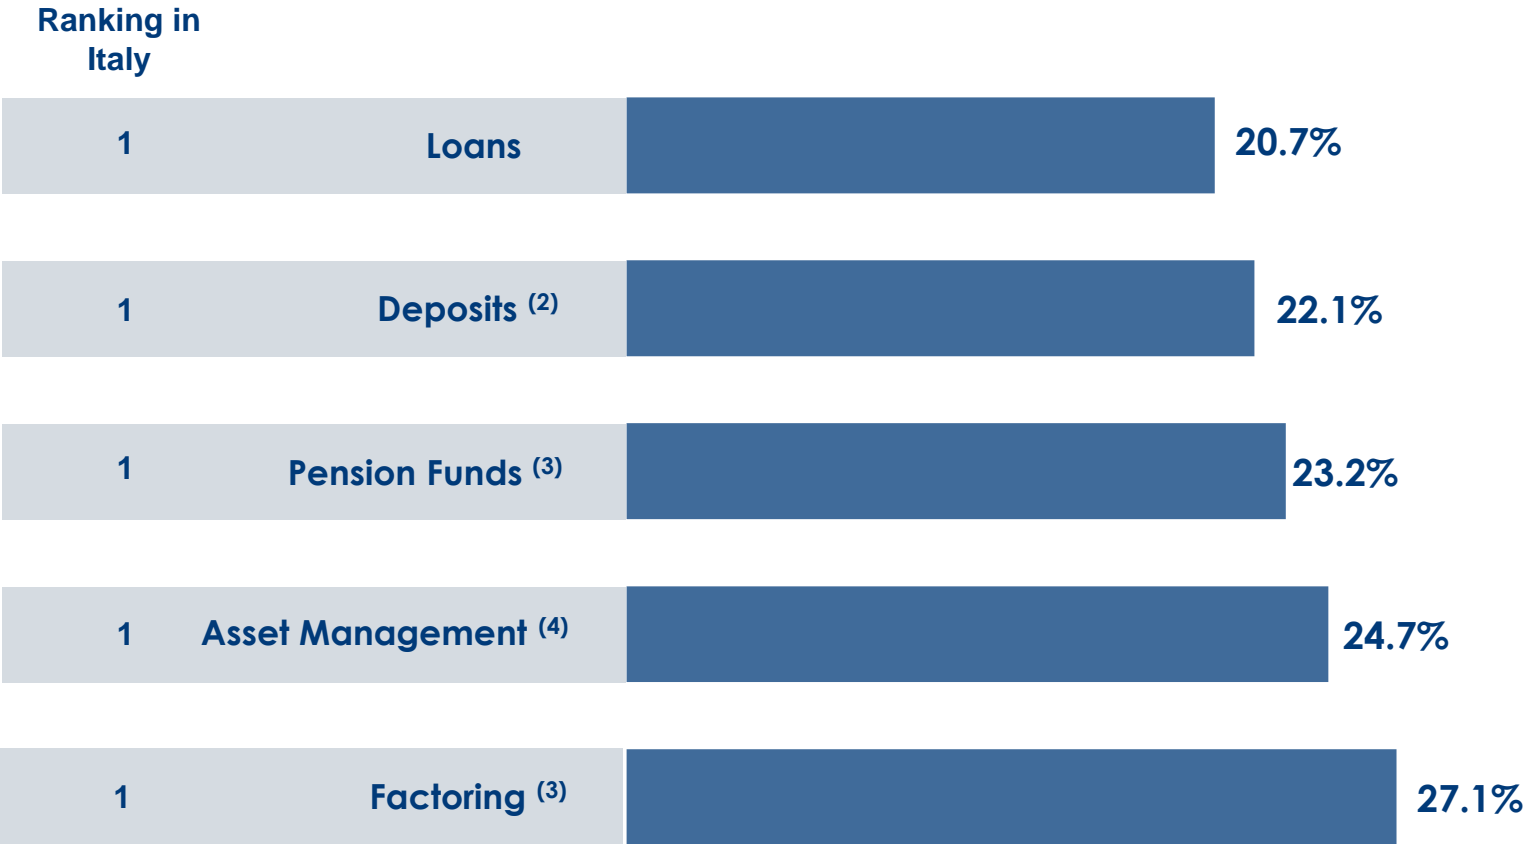 Ranking in
Italy
1 Loans 20.7%
1 Deposits (2) 22.1%
1 Pension Funds (3) 23.2%
1 Asset Management (4) 24.7%
1 Factoring (3) 27.1%